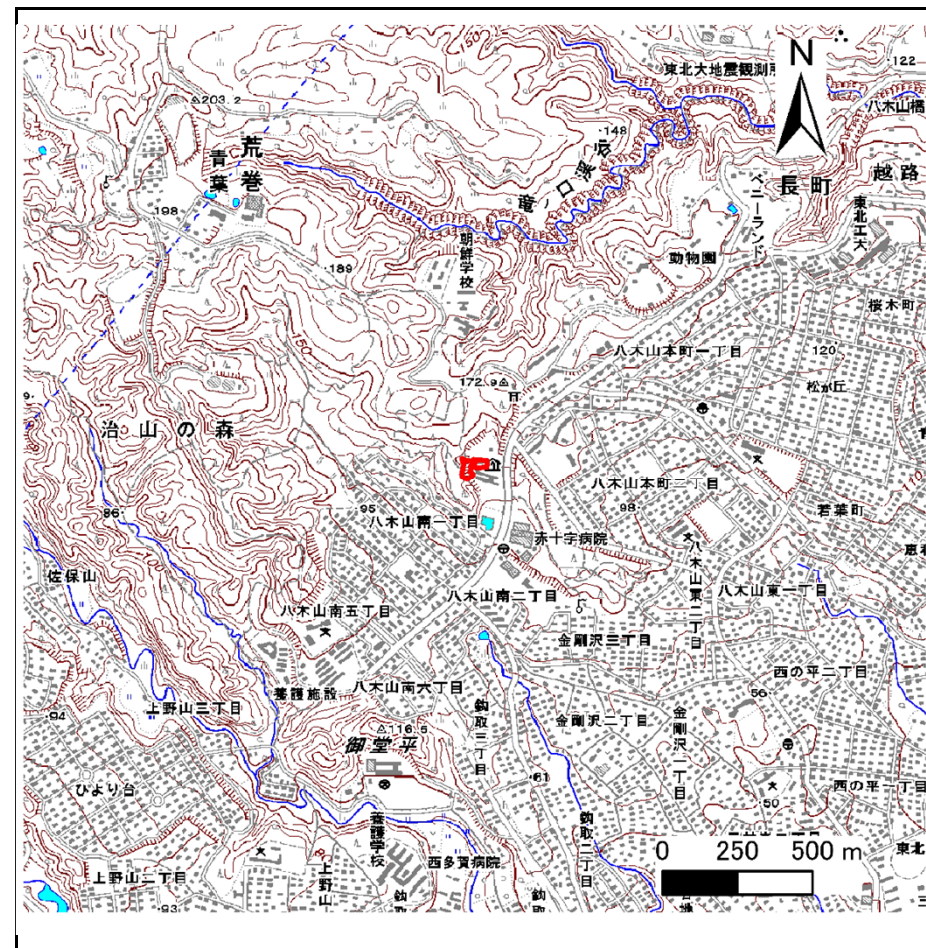 150
東北大地震観測所
122
N
八木山橋
△203.2
荒巻
青葉
·148
竜ノ口渓谷
長町
越路
ベニーランド
東北工大
198
朝鮮学校
動物園
·189
桜木町
150
八木山本町一丁目
120
松が丘
172.9△
治山の森
八木山本町二丁目
95
98
若葉町
八木山南一丁目
赤十字病院
86
八木山東二丁目
佐保山
八木山南二丁目
八木山東一丁目
八木山南五丁目
金剛沢三丁目
西の平二丁目
養護施設
八木山南六丁目
56
·94
上野山三丁目
鈎取三丁目
金剛沢二丁目
金剛沢一丁目
△116.5
御堂平
·61
ひより台
50
西の平一丁目
養護学校
鈎取二丁目
西多賀病院
0 250 500 m
東北
上野山二丁目
上野山
·93
鈎取